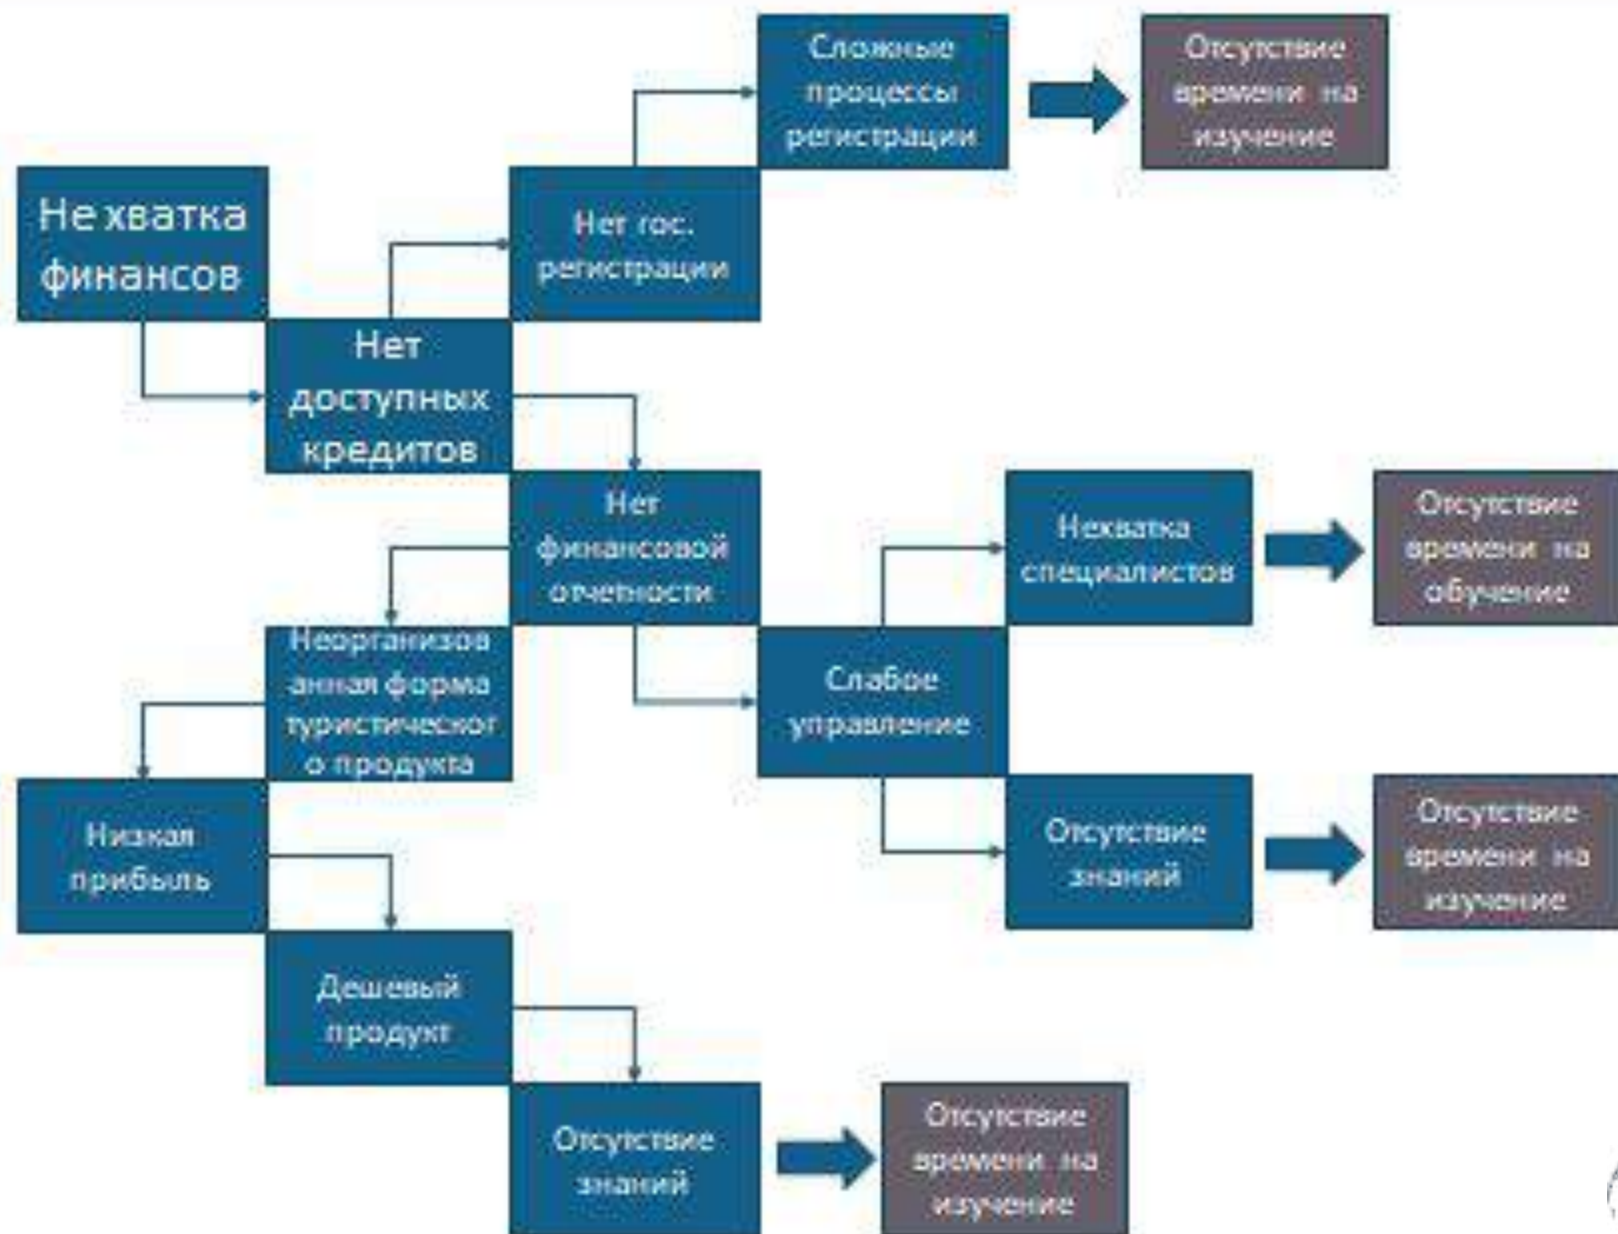 Сложные
процессы
регистрации
Отсутствие
времени на
изучение
Не хватка
финансов
Нет гос.
регистрации
Нет
доступных
кредитов
Нет
финансовой
отчетности
Нехватка
специалистов
Отсутствие
времени на
обучение
Неорганизов
анная форма
туристическог
о продукта
Слабое
управление
Низкая
прибыль
Отсутствие
знаний
Отсутствие
времени на
изучение
Дешевый
продукт
Отсутствие
знаний
Отсутствие
времени на
изучение